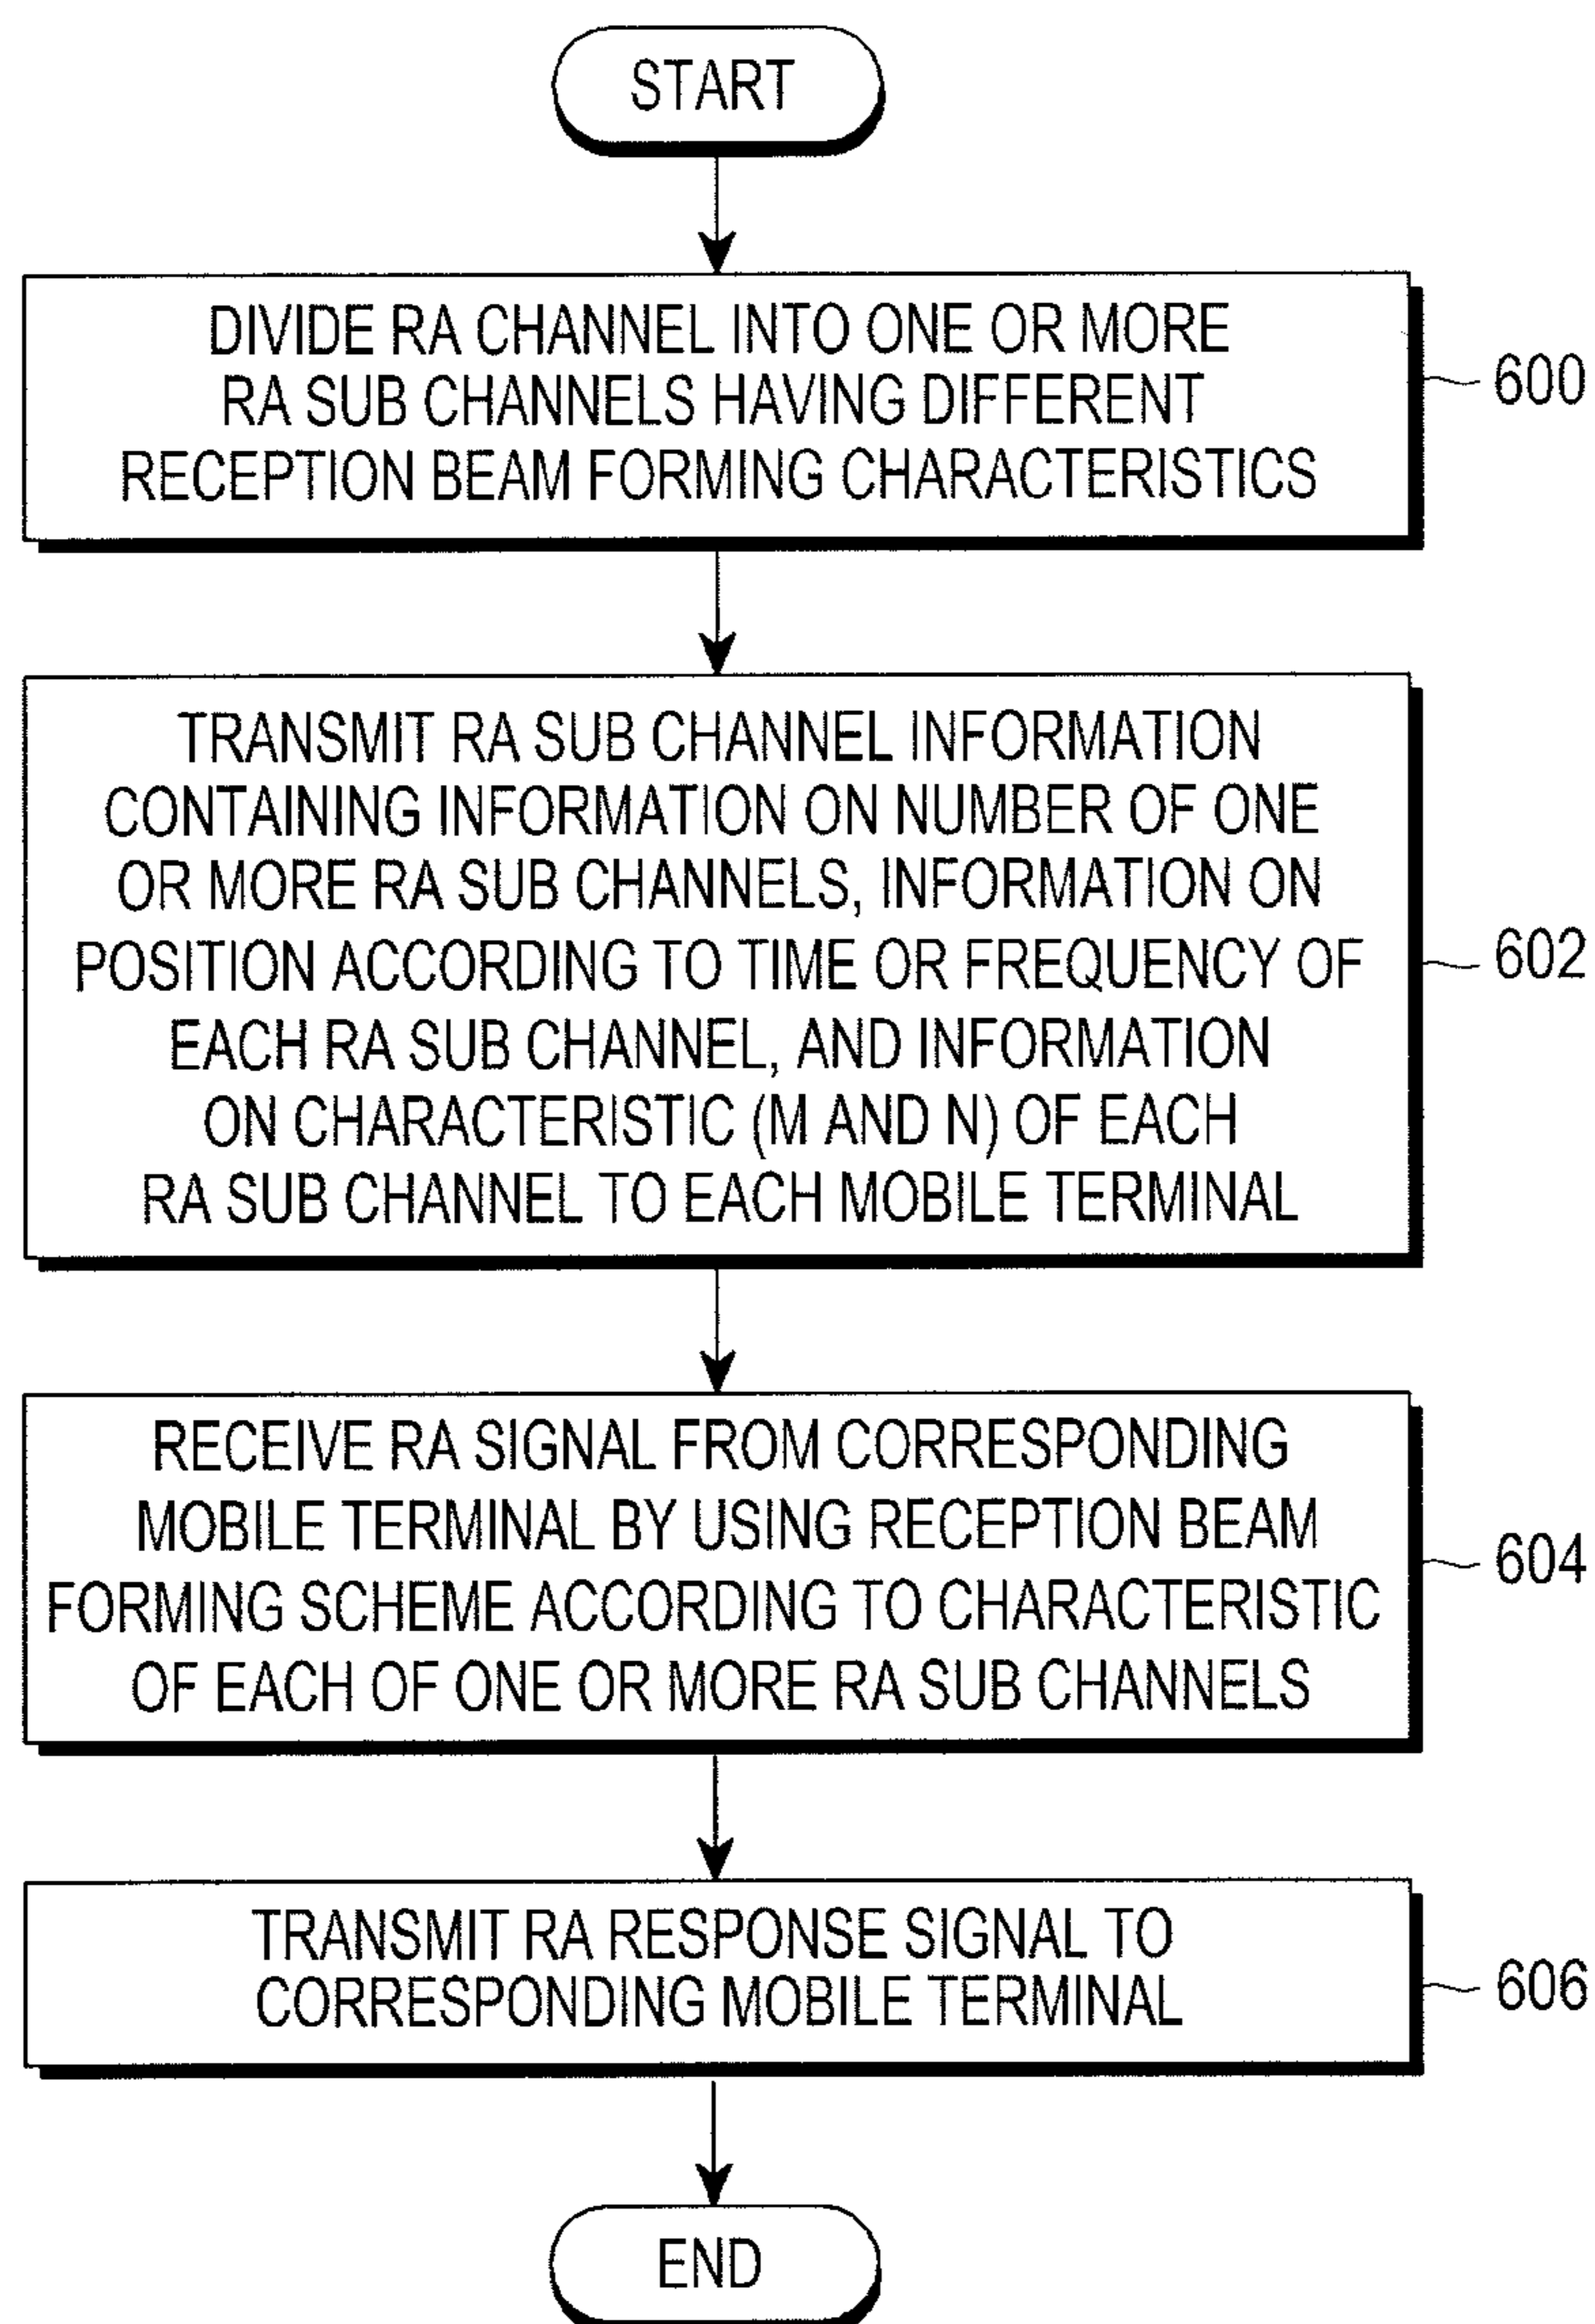 START
DIVIDE RA CHANNEL INTO ONE OR MORE
RA SUB CHANNELS HAVING DIFFERENT
RECEPTION BEAM FORMING CHARACTERISTICS
600
TRANSMIT RA SUB CHANNEL INFORMATION
CONTAINING INFORMATION ON NUMBER OF ONE
OR MORE RA SUB CHANNELS, INFORMATION ON
POSITION ACCORDING TO TIME OR FREQUENCY OF
EACH RA SUB CHANNEL, AND INFORMATION
ON CHARACTERISTIC (M AND N) OF EACH
RA SUB CHANNEL TO EACH MOBILE TERMINAL
602
RECEIVE RA SIGNAL FROM CORRESPONDING
MOBILE TERMINAL BY USING RECEPTION BEAM
FORMING SCHEME ACCORDING TO CHARACTERISTIC
OF EACH OF ONE OR MORE RA SUB CHANNELS
604
TRANSMIT RA RESPONSE SIGNAL TO
CORRESPONDING MOBILE TERMINAL
606
END